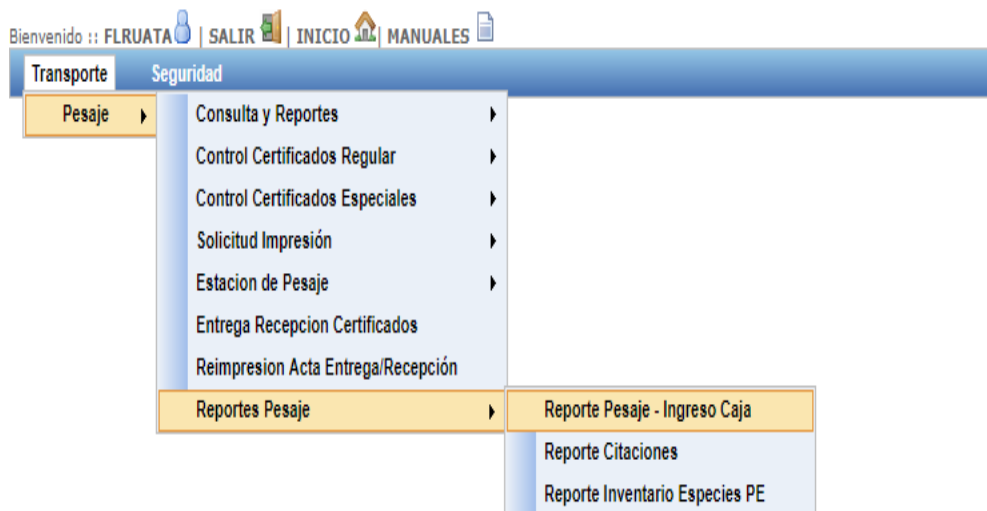 Bienvenido :: FLRUATA | SALIR | INICIO | MANUALES
Transporte Seguridad
Pesaje
Consulta y Reportes
Control Certificados Regular
Control Certificados Especiales
Solicitud Impresión
Estacion de Pesaje
Entrega Recepcion Certificados
Reimpresion Acta Entrega/Recepción
Reportes Pesaje
Reporte Pesaje - Ingreso Caja
Reporte Citaciones
Reporte Inventario Especies PE